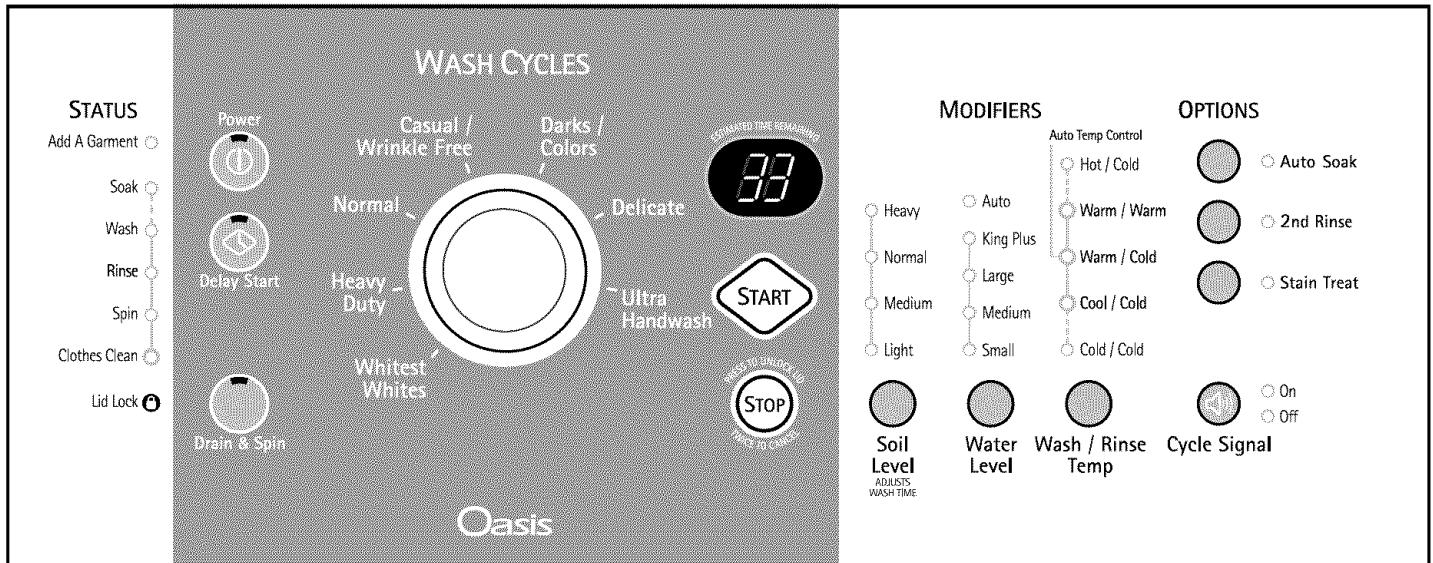 WASH CYCLES
STATUS
Add A Garment
Soak
Wash
Rinse
Spin
Clothes Clean
Lid Lock
Power
Delay Start
Drain & Spin
Casual /
Wrinkle Free
Darks /
Colors
Normal
Delicate
Heavy
Duty
Ultra
Handwash
Whitest
Whites
ESTIMATED TIME REMAINING
33
START
PRESS TO UNLOCK LID
STOP
TWICE TO CANCEL
Oasis
MODIFIERS
Heavy
Normal
Medium
Light
Soil
Level
ADJUSTS
WASH TIME
Auto
King Plus
Large
Medium
Small
Water
Level
Auto Temp Control
Hot / Cold
Warm / Warm
Warm / Cold
Cool / Cold
Cold / Cold
Wash / Rinse
Temp
OPTIONS
Auto Soak
2nd Rinse
Stain Treat
On
Off
Cycle Signal